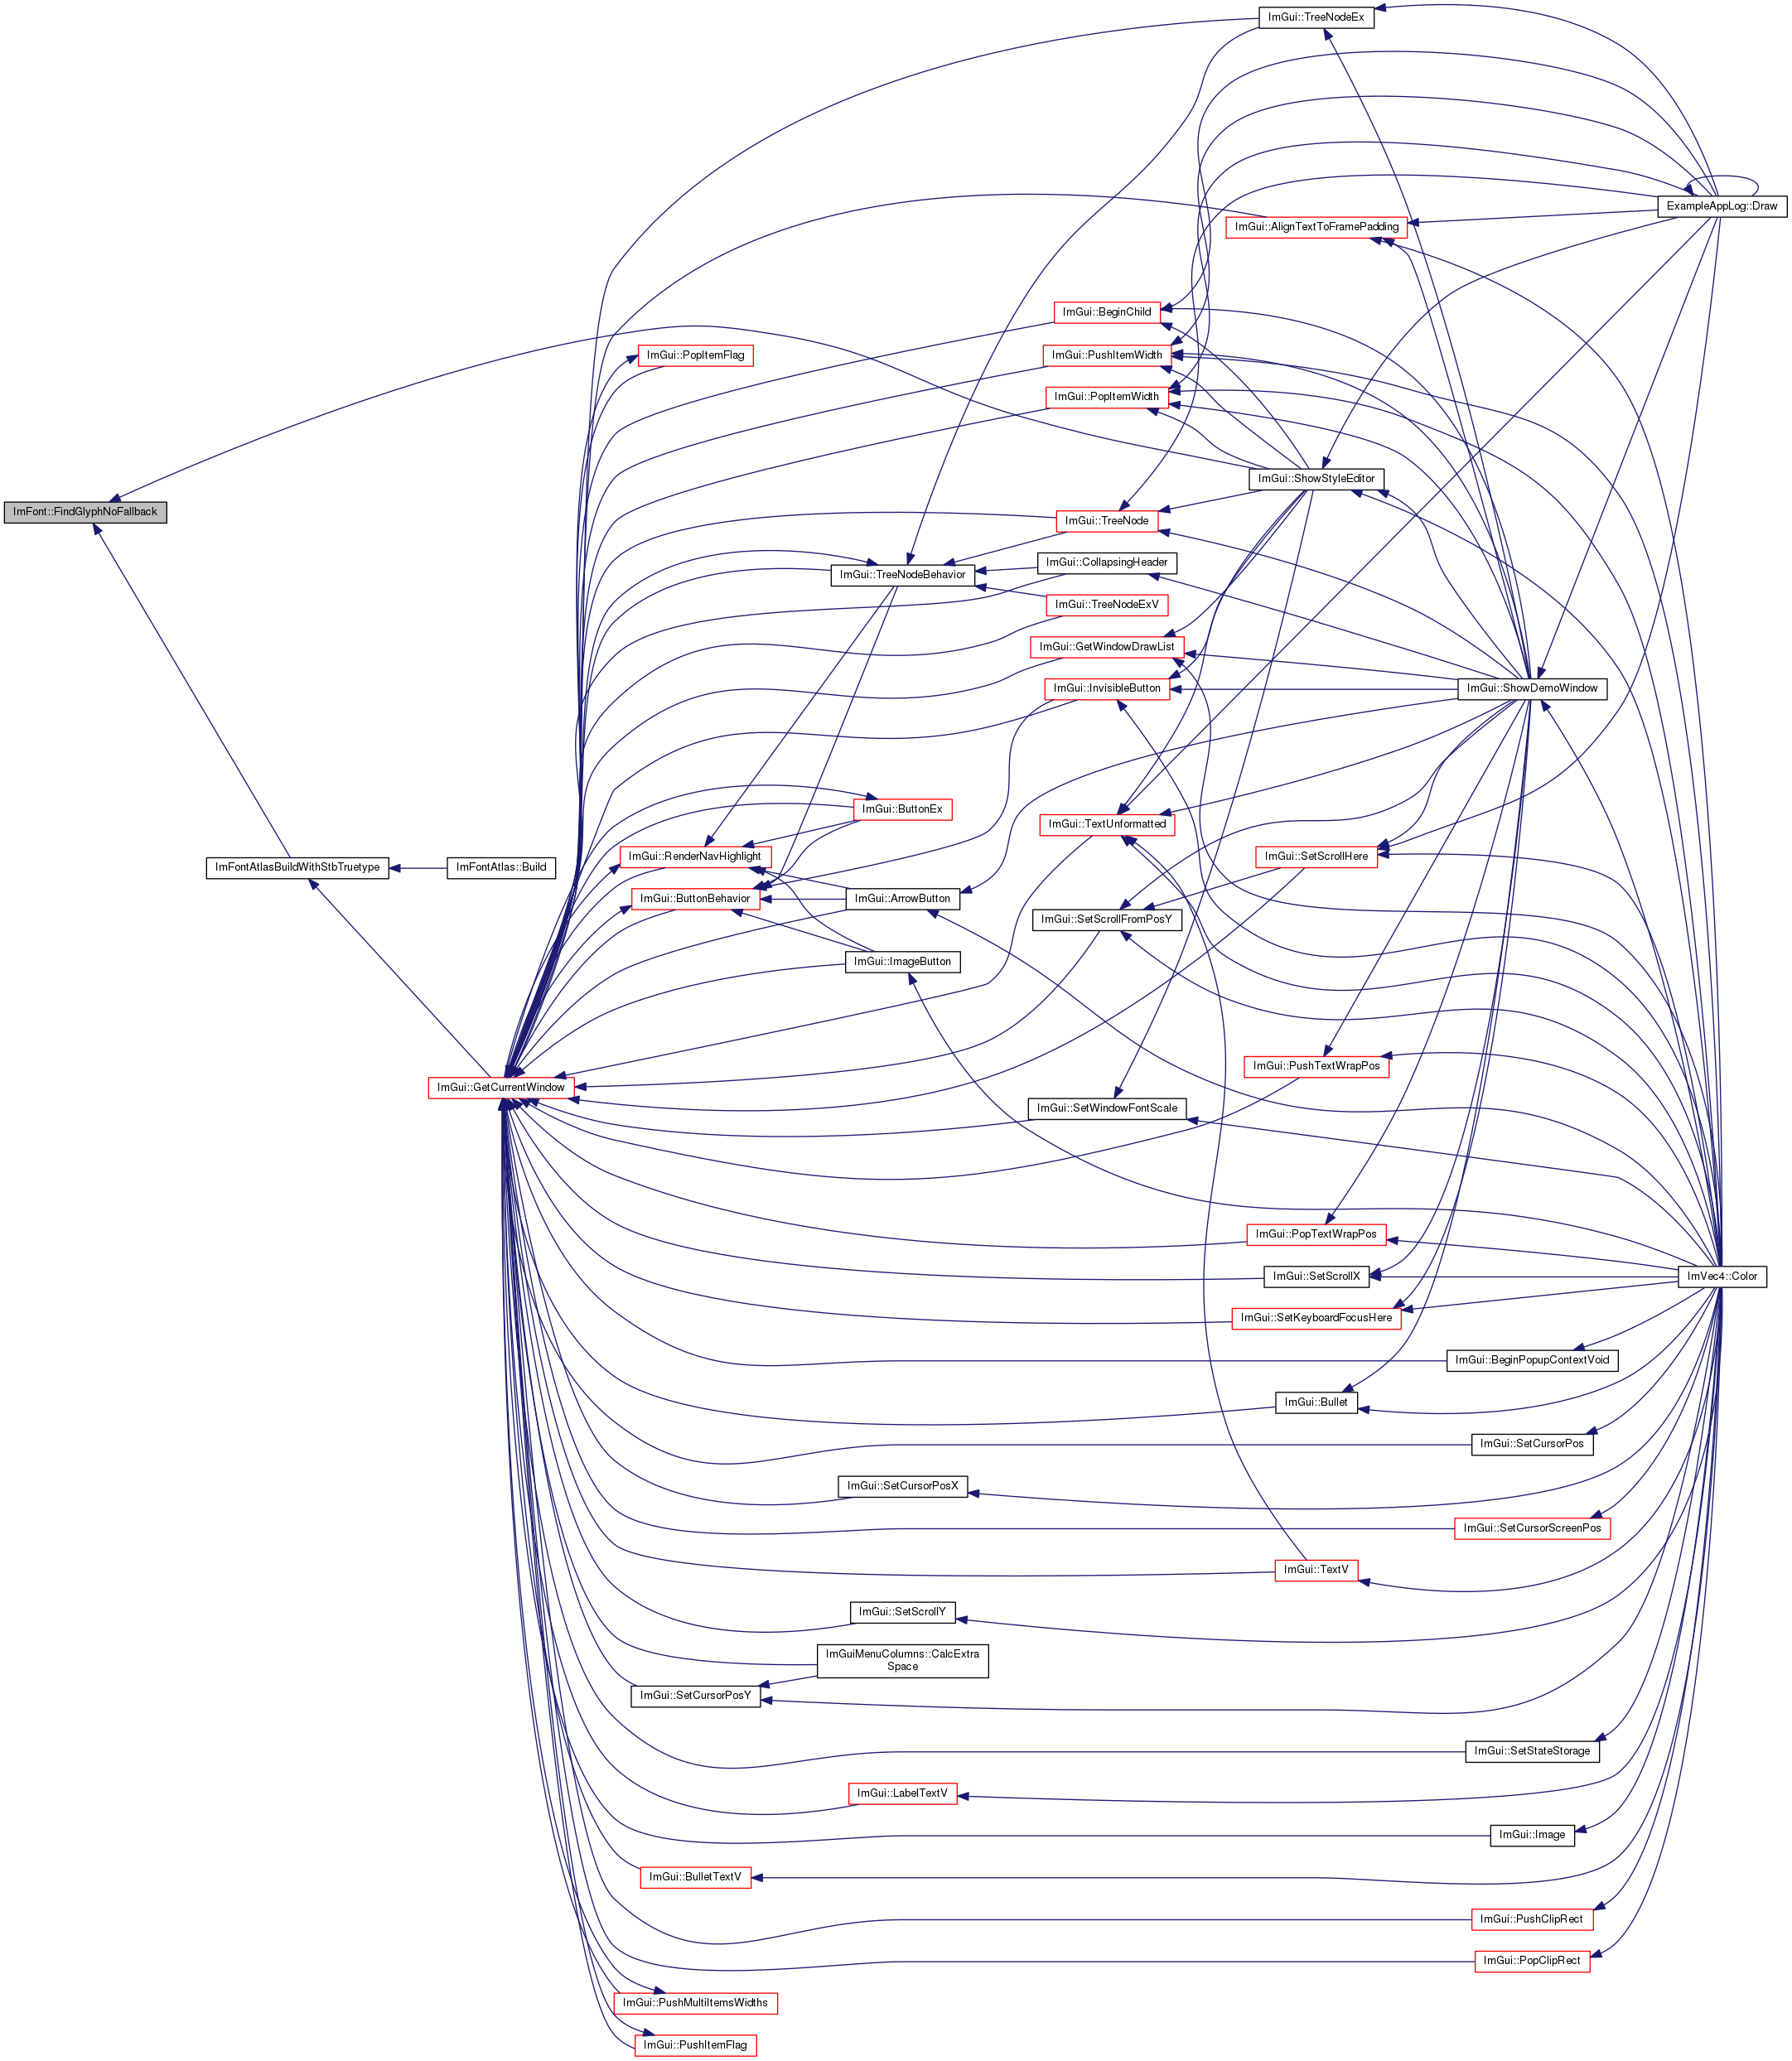 ImGui::TreeNodeEx
ExampleAppLog::Draw
ImGui::AlignTextToFramePadding
ImGui::BeginChild
ImGui::PopItemFlag
ImGui::PushItemWidth
ImGui::PopItemWidth
ImGui::ShowStyleEditor
ImFont::FindGlyphNoFallback
ImGui::TreeNode
ImGui::CollapsingHeader
ImGui::TreeNodeBehavior
ImGui::TreeNodeExV
ImGui::GetWindowDrawList
ImGui::InvisibleButton
ImGui::ShowDemoWindow
ImGui::ButtonEx
ImGui::TextUnformatted
ImGui::RenderNavHighlight
ImGui::SetScrollHere
ImFontAtlasBuildWithStbTruetype
ImFontAtlas::Build
ImGui::ButtonBehavior
ImGui::ArrowButton
ImGui::SetScrollFromPosY
ImGui::ImageButton
ImGui::PushTextWrapPos
ImGui::GetCurrentWindow
ImGui::SetWindowFontScale
ImGui::PopTextWrapPos
ImGui::SetScrollX
ImVec4::Color
ImGui::SetKeyboardFocusHere
ImGui::BeginPopupContextVoid
ImGui::Bullet
ImGui::SetCursorPos
ImGui::SetCursorPosX
ImGui::SetCursorScreenPos
ImGui::TextV
ImGui::SetScrollY
ImGuiMenuColumns::CalcExtra
Space
ImGui::SetCursorPosY
ImGui::SetStateStorage
ImGui::LabelTextV
ImGui::Image
ImGui::BulletTextV
ImGui::PushClipRect
ImGui::PopClipRect
ImGui::PushMultiItemsWidths
ImGui::PushItemFlag